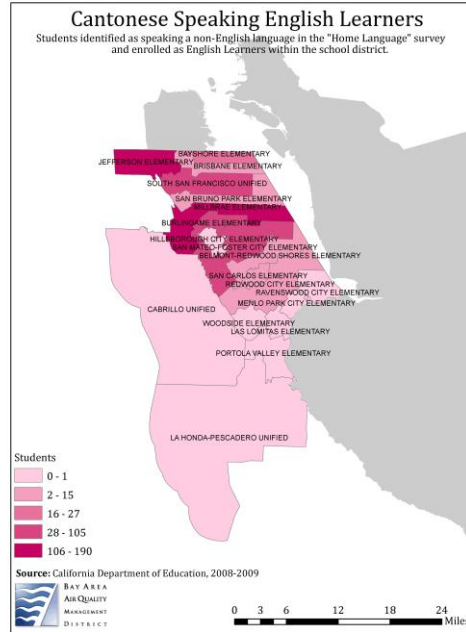 Cantonese Speaking English Learners
Students identified as speaking a non-English language in the "Home Language" survey
and enrolled as English Learners within the school district.
BAYSHORE ELEMENTARY
JEFFERSON ELEMENTARY
BRISBANE ELEMENTARY
SOUTH SAN FRANCISCO UNIFIED
SAN BRUNO PARK ELEMENTARY
MILLBRAE ELEMENTARY
BURLINGAME ELEMENTARY
HILLSBOROUGH CITY ELEMENTARY
SAN MATEO-FOSTER CITY ELEMENTARY
BELMONT-REDWOOD SHORES ELEMENTARY
SAN CARLOS ELEMENTARY
REDWOOD CITY ELEMENTARY
RAVENSWOOD CITY ELEMENTARY
MENLO PARK CITY ELEMENTARY
CABRILLO UNIFIED
WOODSIDE ELEMENTARY
LAS LOMITAS ELEMENTARY
PORTOLA VALLEY ELEMENTARY
LA HONDA-PESCADERO UNIFIED
Students
0 - 1
2 - 15
16 - 27
28 - 105
106 - 190
Source: California Department of Education, 2008-2009
BAY AREA
AIR QUALITY
MANAGEMENT
DISTRICT
0 3 6 12 18 24
Miles